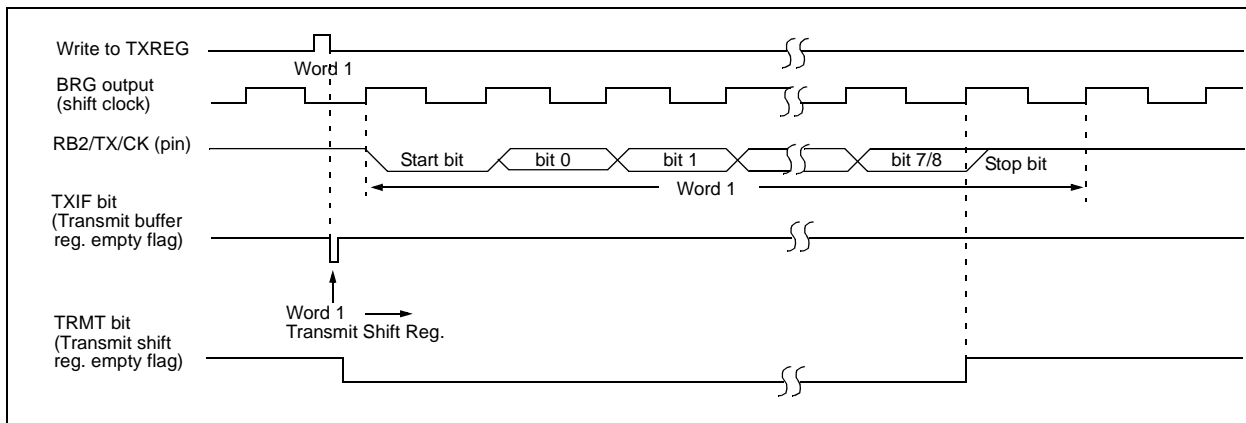 Write to TXREG
Word 1
BRG output
(shift clock)
RB2/TX/CK (pin)
Start bit
bit 0
bit 1
bit 7/8
Stop bit
Word 1
TXIF bit
(Transmit buffer
reg. empty flag)
Word 1
Transmit Shift Reg.
TRMT bit
(Transmit shift
reg. empty flag)